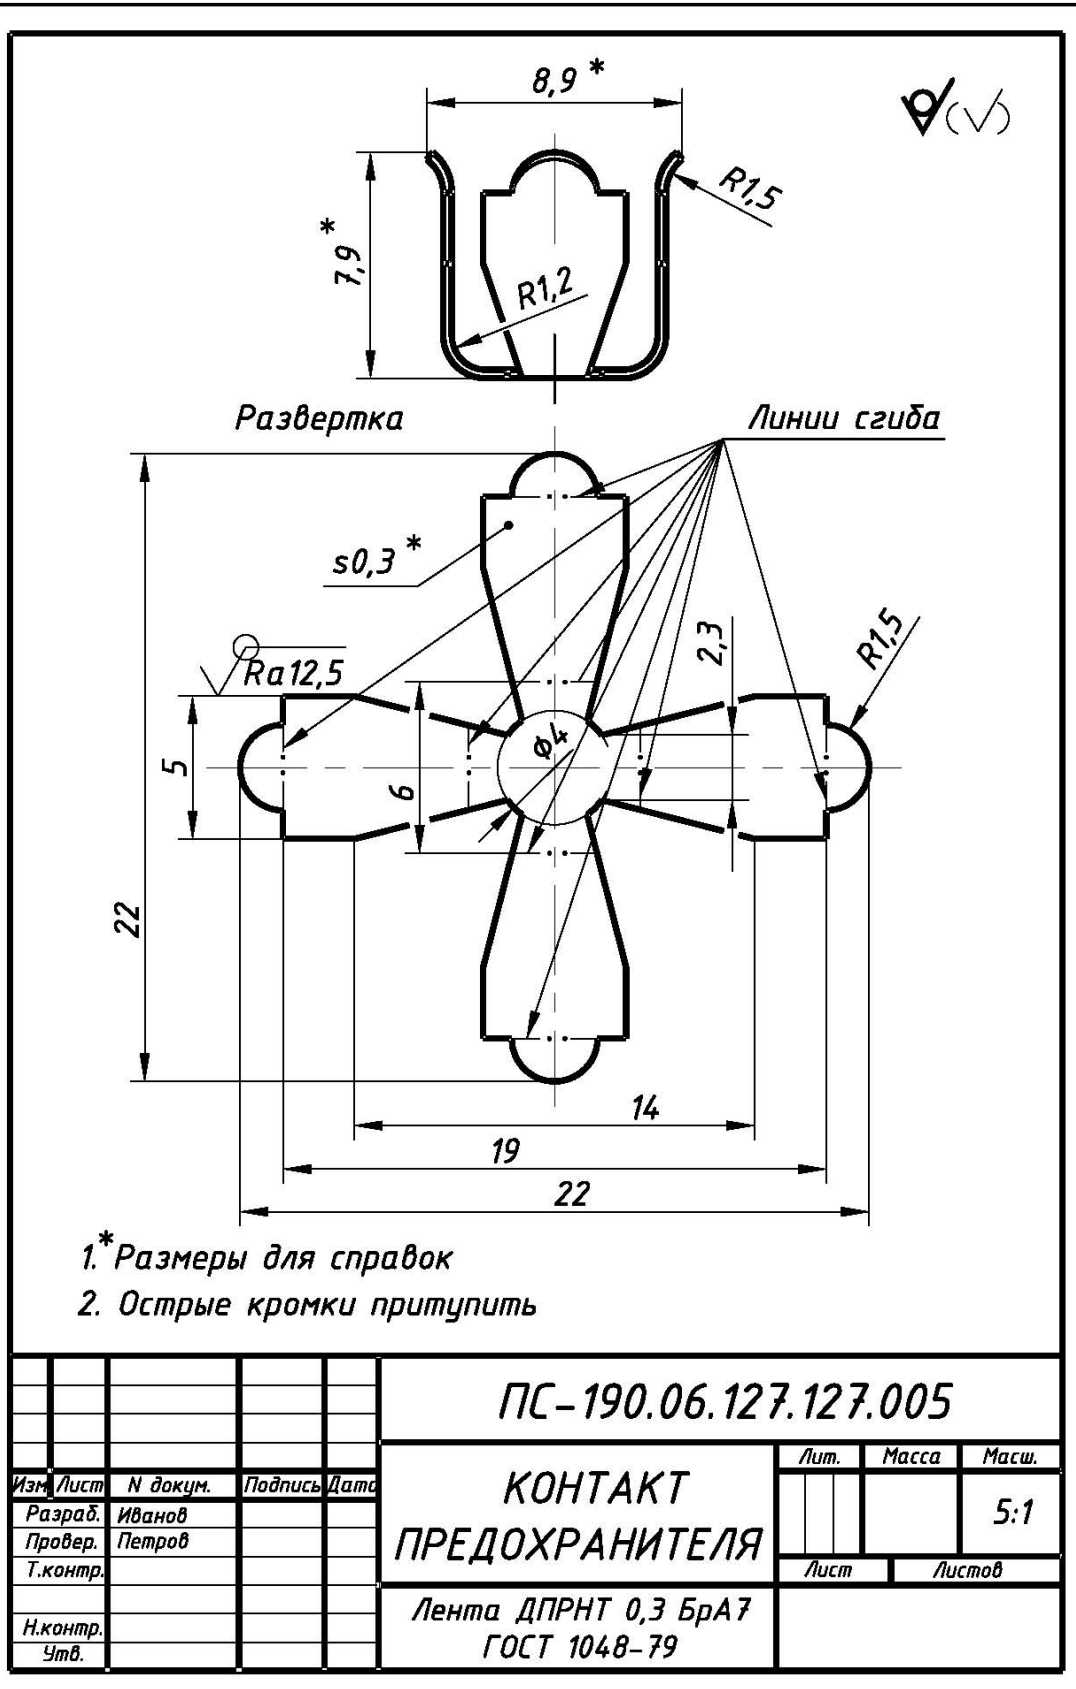 8,9*
(√)
7,9*
R1,5
R1,2
Развертка
Линии сгиба
s0,3*
2,3
R1,5
Ra12,5
5
6
ϕ4
22
14
19
22
1.*Размеры для справок
2. Острые кромки притупить
ПС-190.06.127.127.005
Изм Лист N докум. Подпись Дата
Разраб. Иванов
Провер. Петров
Т.контр.
Н.контр.
Утв.
КОНТАКТ
ПРЕДОХРАНИТЕЛЯ
Лит. Масса Масш.
5:1
Лист Листов
Лента ДПРНТ 0,3 БрА7
ГОСТ 1048-79